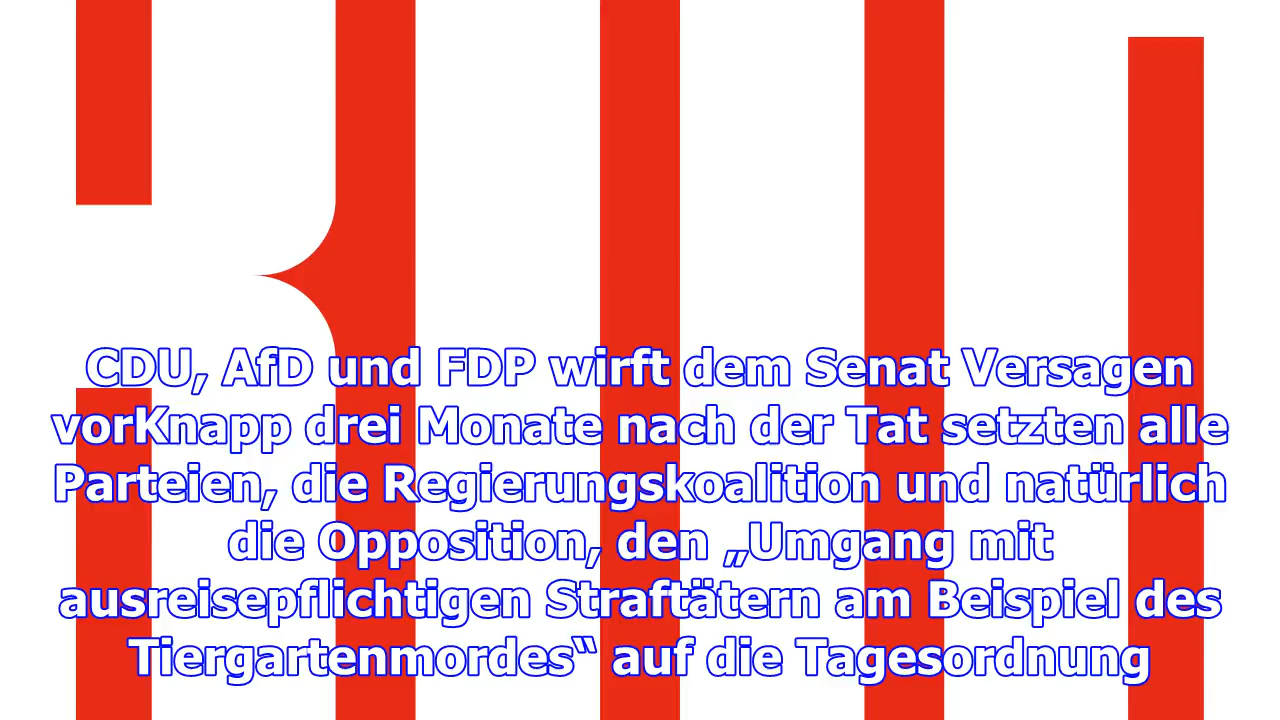 CDU, AfD und FDP wirft dem Senat Versagen
vorKnapp drei Monate nach der Tat setzten alle
Parteien, die Regierungskoalition und natürlich
die Opposition, den „Umgang mit
ausreisepflichtigen Straftätern am Beispiel des
Tiergartenmordes“ auf die Tagesordnung